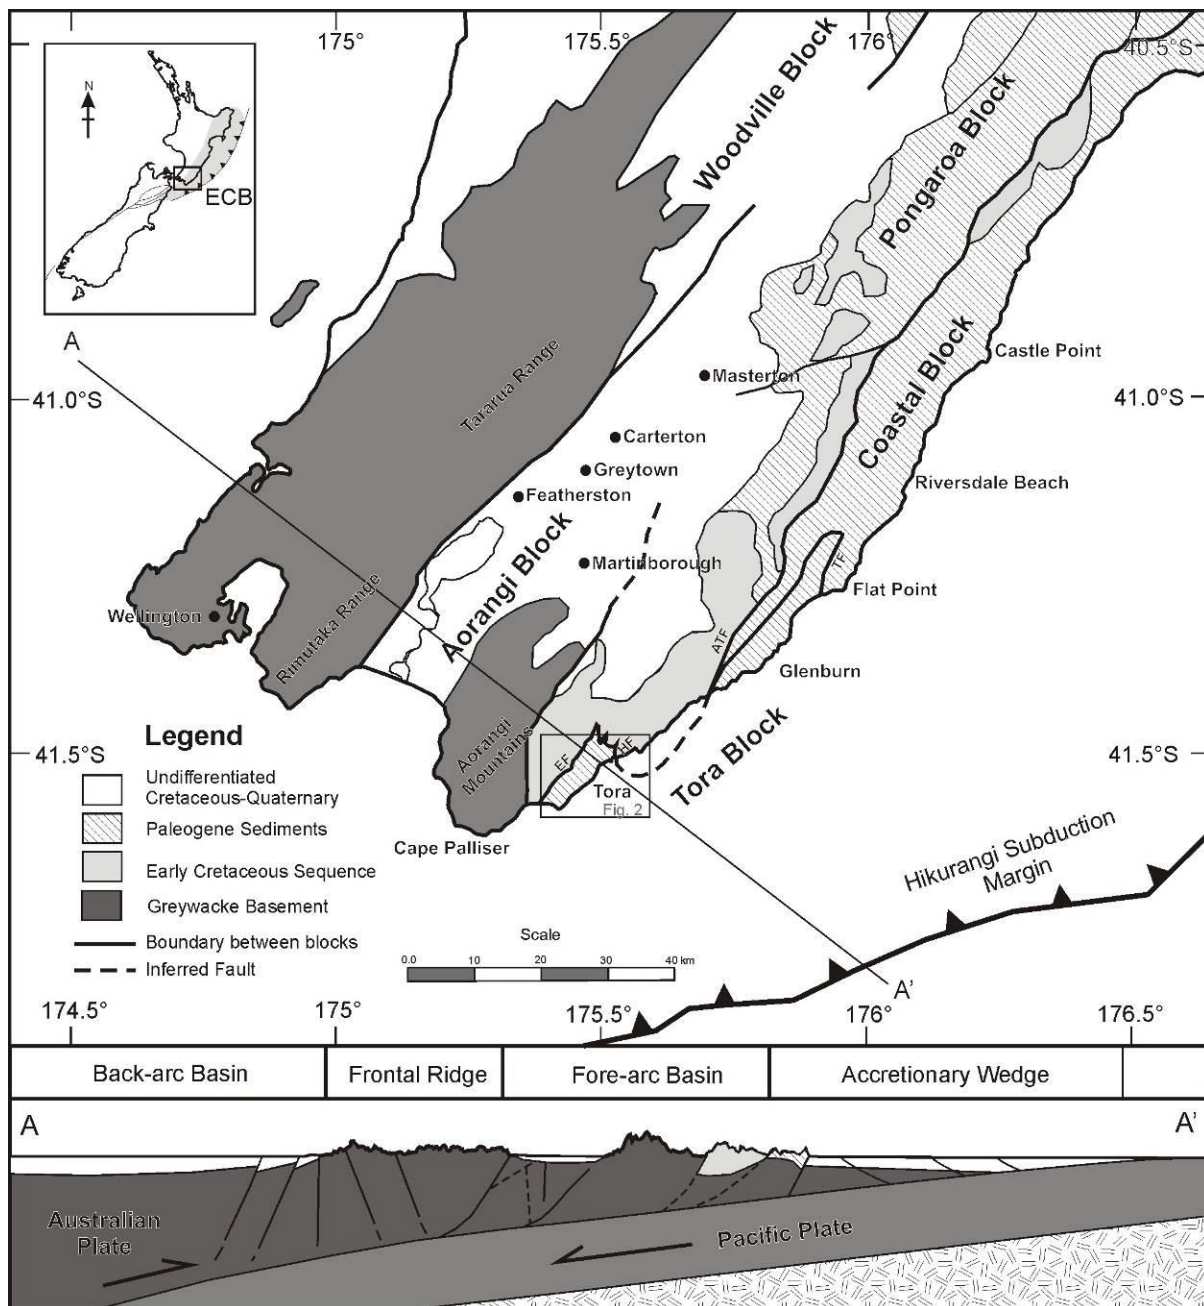 175°
175.5°
176°
40.5°S
N
ECB
Woodville Block
Pongaroa Block
A
Castle Point
Coastal Block
Masterton
Tararua Range
41.0°S
41.0°S
Carterton
Greytown
Riversdale Beach
Featherston
Aorangi Block
Martinborough
TF
Flat Point
Wellington
Rimutaka Range
ATF
Glenburn
Tora Block
Aorangi
Mountains
HF
EF
41.5°S
41.5°S
Tora
Fig. 2
Cape Palliser
Hikurangi Subduction
Margin
Legend
Undifferentiated
Cretaceous-Quaternary
Paleogene Sediments
Early Cretaceous Sequence
Greywacke Basement
Boundary between blocks
Inferred Fault
Scale
0.0 10 20 30 40 km
A'
174.5° 175° 175.5° 176° 176.5°
Back-arc Basin Frontal Ridge Fore-arc Basin Accretionary Wedge
A A'
Australian
Plate
Pacific Plate